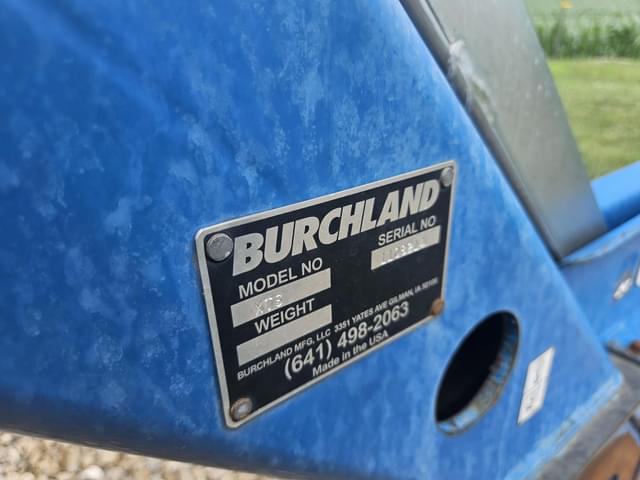 BURCHLAND
MODEL NO
SERIAL NO
WEIGHT
BURCHLAND MFG, LLC 3351 YATES AVE GILMAN, IA 50106
(641) 498-2063
Made in the USA